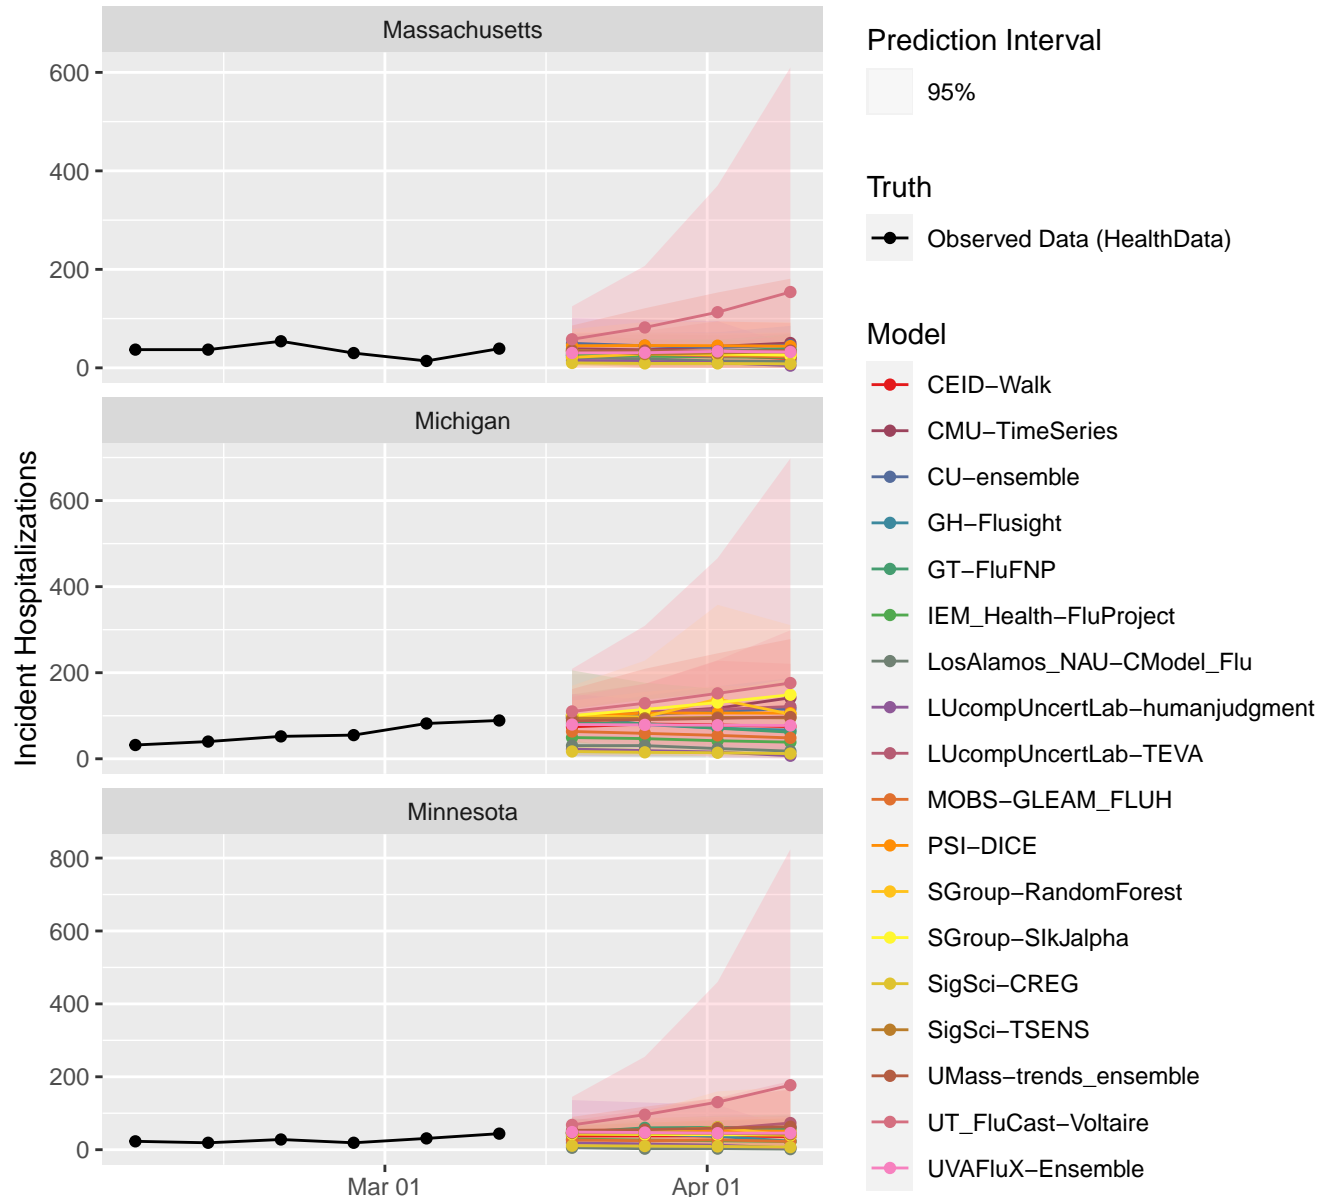 Massachusetts
600
400
200
0
Michigan
600
400
200
0
Minnesota
800
600
400
200
0
Mar 01
Apr 01
Incident Hospitalizations
Prediction Interval
95%
Truth
Observed Data (HealthData)
Model
CEID−Walk
CMU−TimeSeries
CU−ensemble
GH−Flusight
GT−FluFNP
IEM_Health−FluProject
LosAlamos_NAU−CModel_Flu
LUcompUncertLab−humanjudgment
LUcompUncertLab−TEVA
MOBS−GLEAM_FLUH
PSI−DICE
SGroup−RandomForest
SGroup−SIkJalpha
SigSci−CREG
SigSci−TSENS
UMass−trends_ensemble
UT_FluCast−Voltaire
UVAFluX−Ensemble